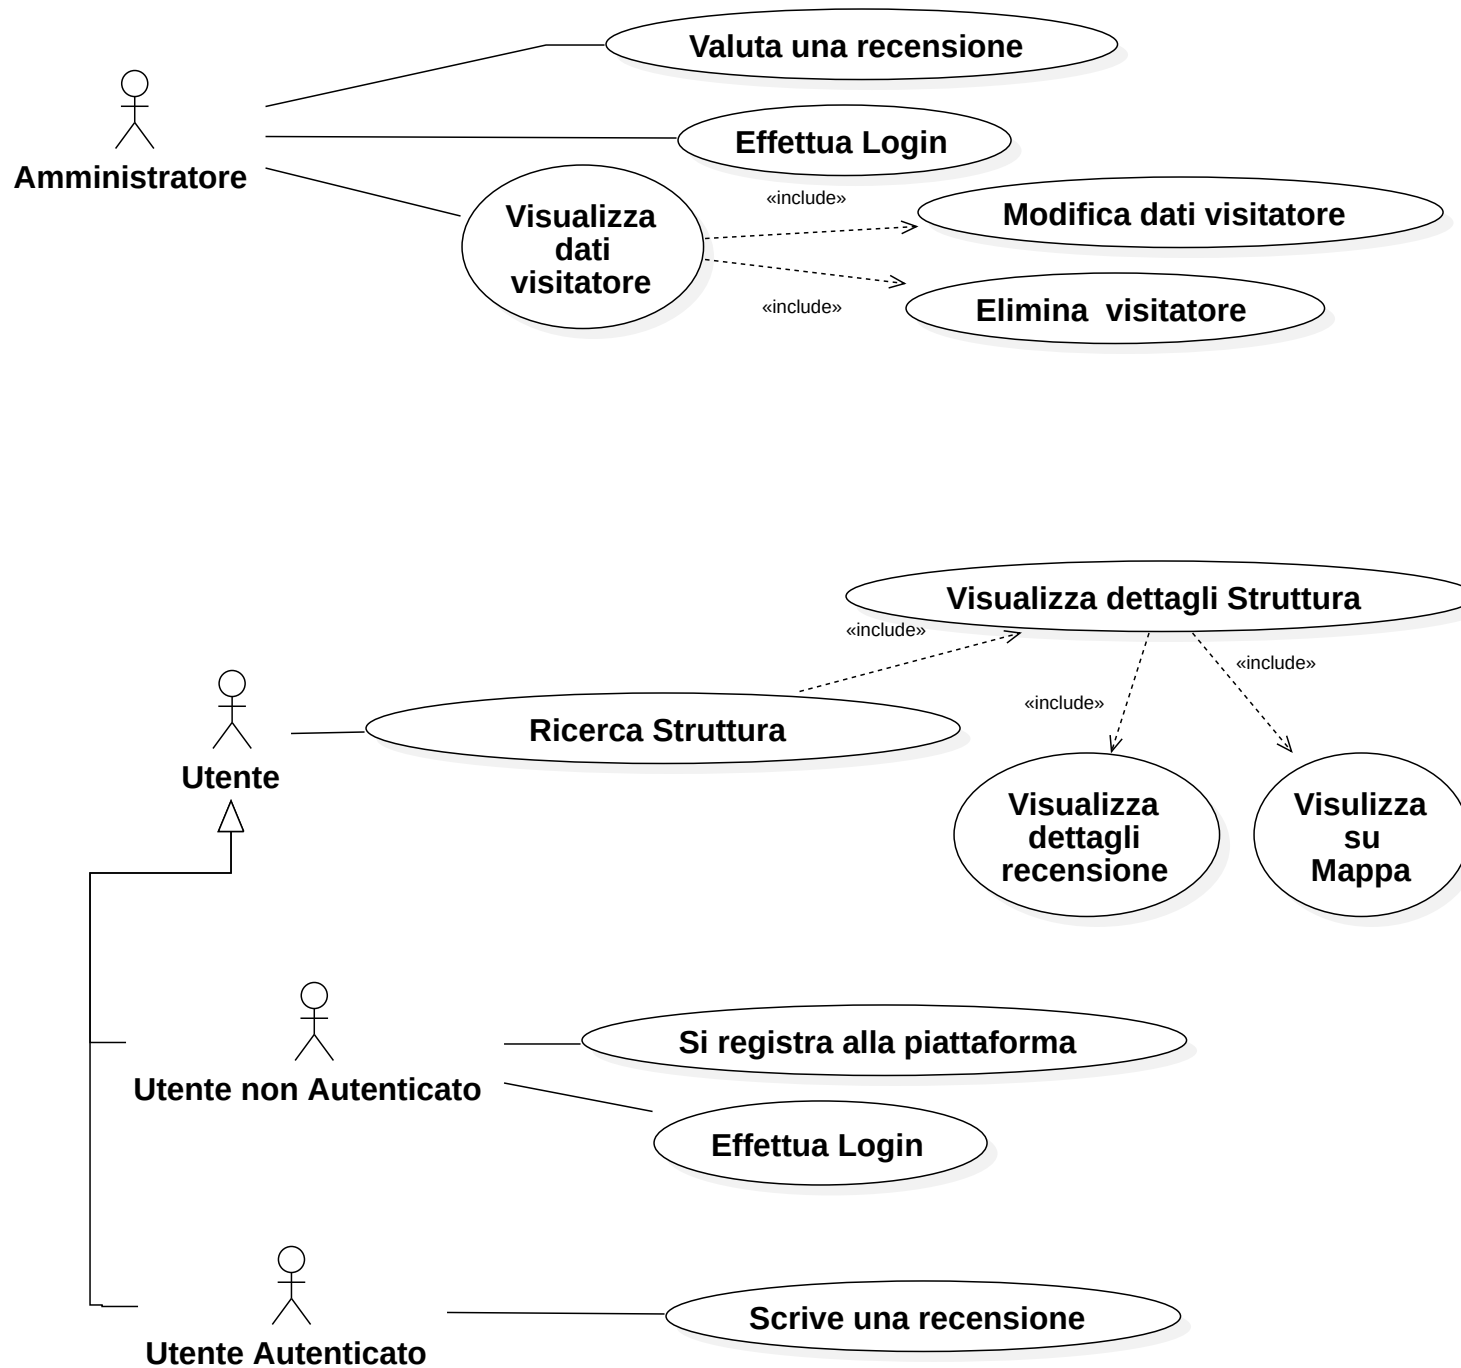 Valuta una recensione
Effettua Login
Amministratore
«include»
Modifica dati visitatore
Visualizza
dati
visitatore
«include»
Elimina  visitatore
Visualizza dettagli Struttura
«include»
«include»
«include»
Ricerca Struttura
Utente
Visualizza
dettagli
recensione
Visulizza
su
Mappa
Si registra alla piattaforma
Utente non Autenticato
Effettua Login
Scrive una recensione
Utente Autenticato